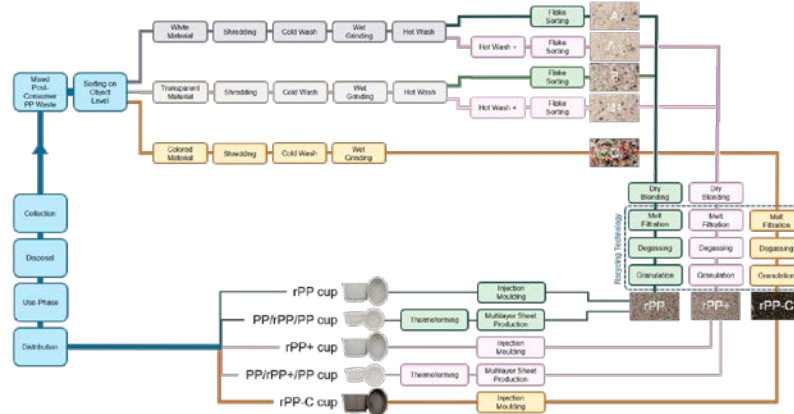 White
Material
Shredding
Cold Wash
Wet
Grinding
Hot Wash
Flake
Sorting
A
Hot Wash +
Flake
Sorting
Mixed
Post-
Consumer
PP Waste
Sorting on
Object
Level
Transparent
Material
Shredding
Cold Wash
Wet
Grinding
Hot Wash
Flake
Sorting
B
Hot Wash +
Flake
Sorting
Colored
Material
Shredding
Cold Wash
Wet
Grinding
Collection
Disposal
Use Phase
Distribution
Dry
Blending
Dry
Blending
Melt
Filtration
Melt
Filtration
Melt
Filtration
Degassing
Degassing
Degassing
Granulation
Granulation
Granulation
Recycling Technology
rPP
rPP+
rPP-C
rPP cup
Injection
Moulding
PP/rPP/PP cup
Thermoforming
Multilayer Sheet
Production
rPP+ cup
Injection
Moulding
PP/rPP+/PP cup
Thermoforming
Multilayer Sheet
Production
rPP-C cup
Injection
Moulding